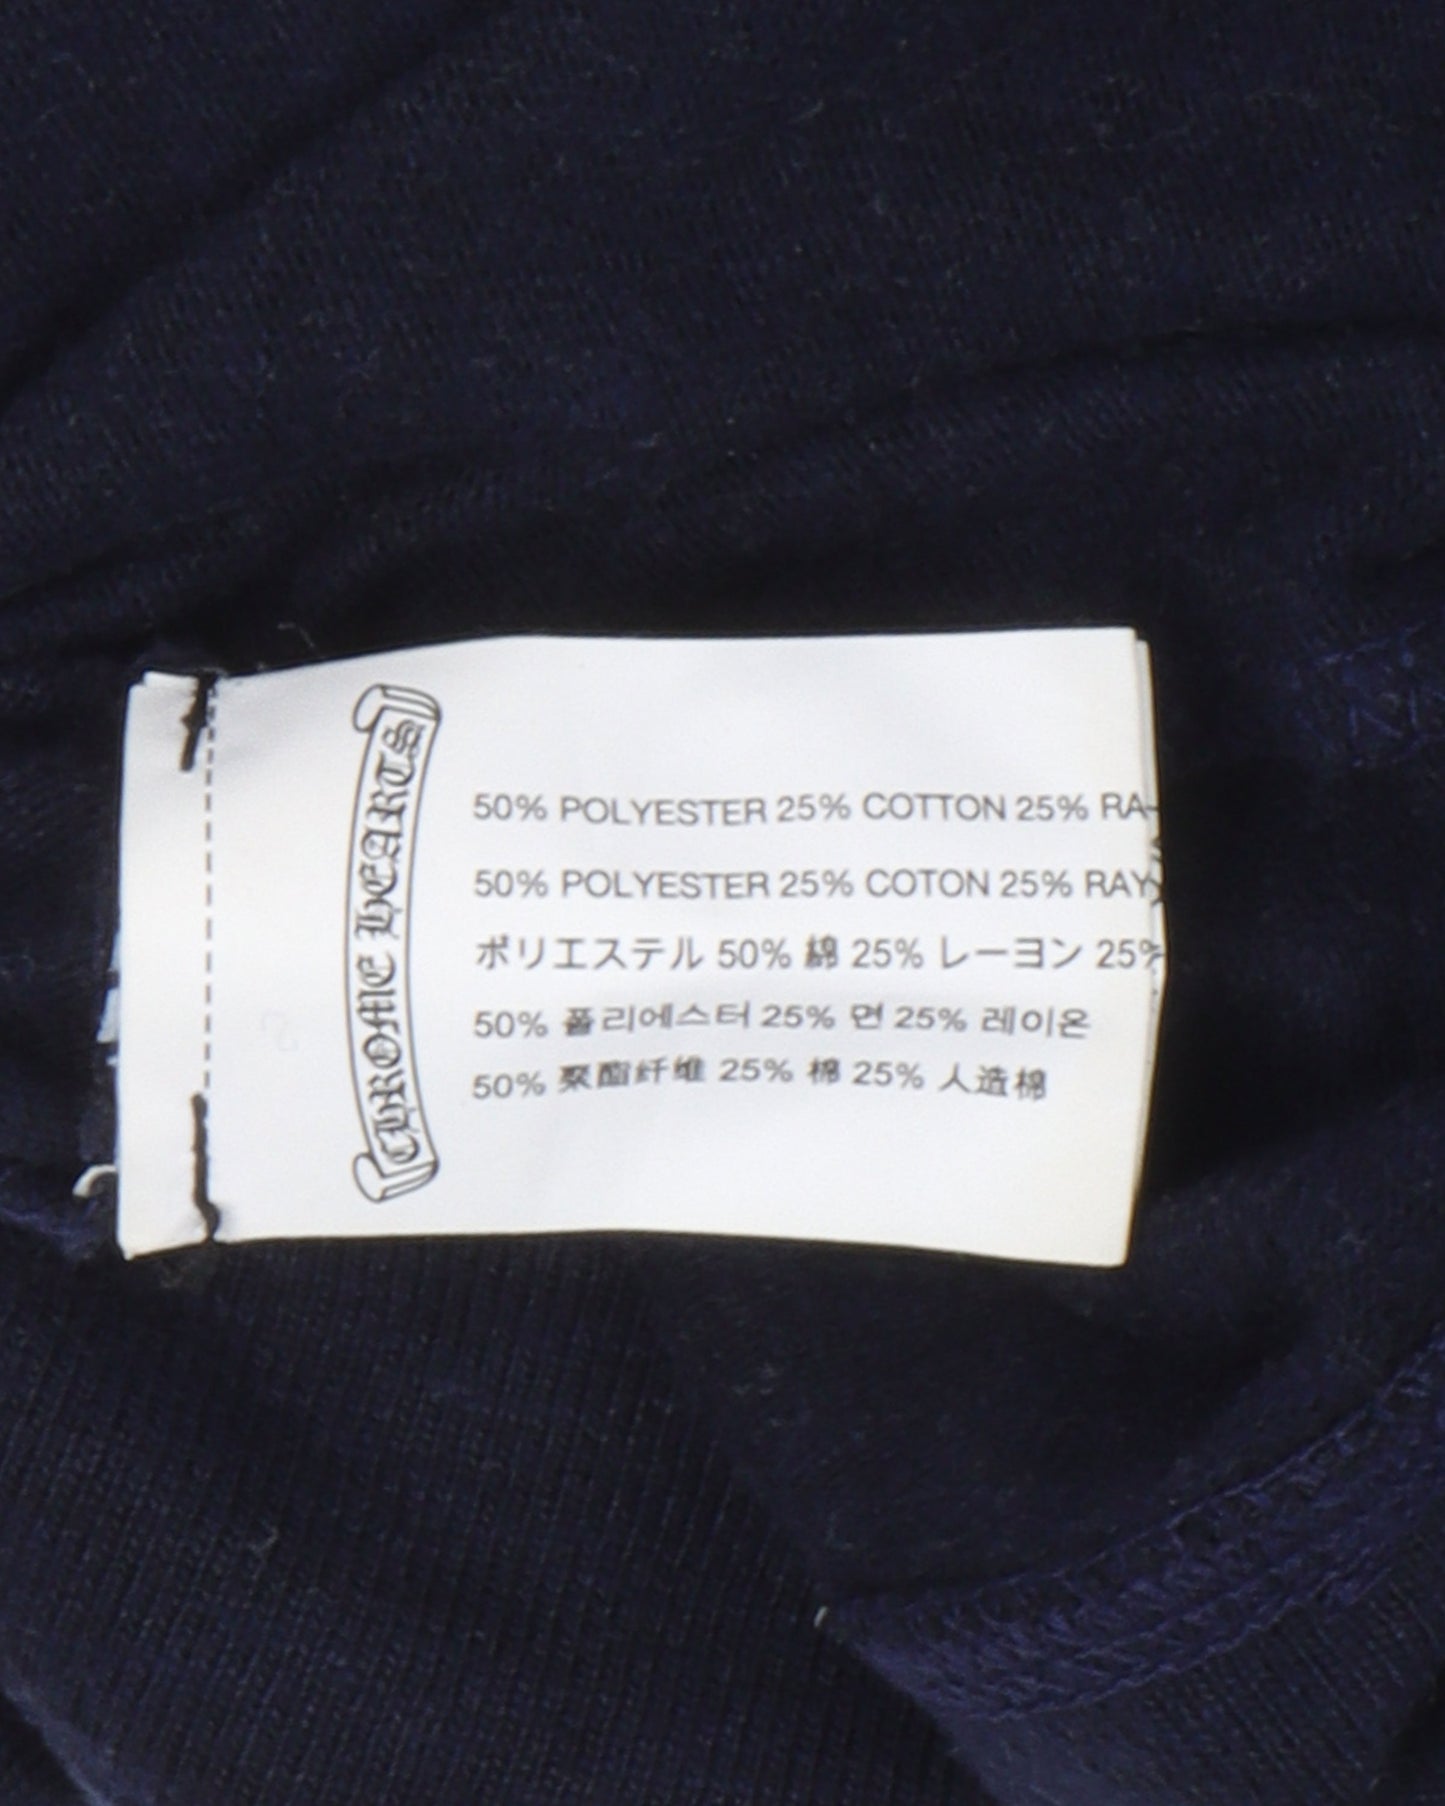 CHROME HEARTS
50% POLYESTER 25% COTTON 25% RA
50% POLYESTER 25% COTON 25% RAY
ポリエステル 50% 綿 25% レーヨン 25%
50% 폴리에스터 25% 면 25% 레이온
50% 聚酯纤维 25% 棉 25% 人造棉